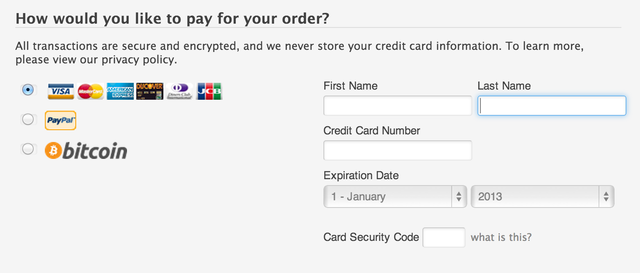 How would you like to pay for your order?
All transactions are secure and encrypted, and we never store your credit card information. To learn more,
please view our privacy policy.
VISA MasterCard AMERICAN EXPRESS DISCOVER Diners Club International JCB
PayPal
bitcoin
First Name Last Name
Credit Card Number
Expiration Date
1 - January 2013
Card Security Code what is this?